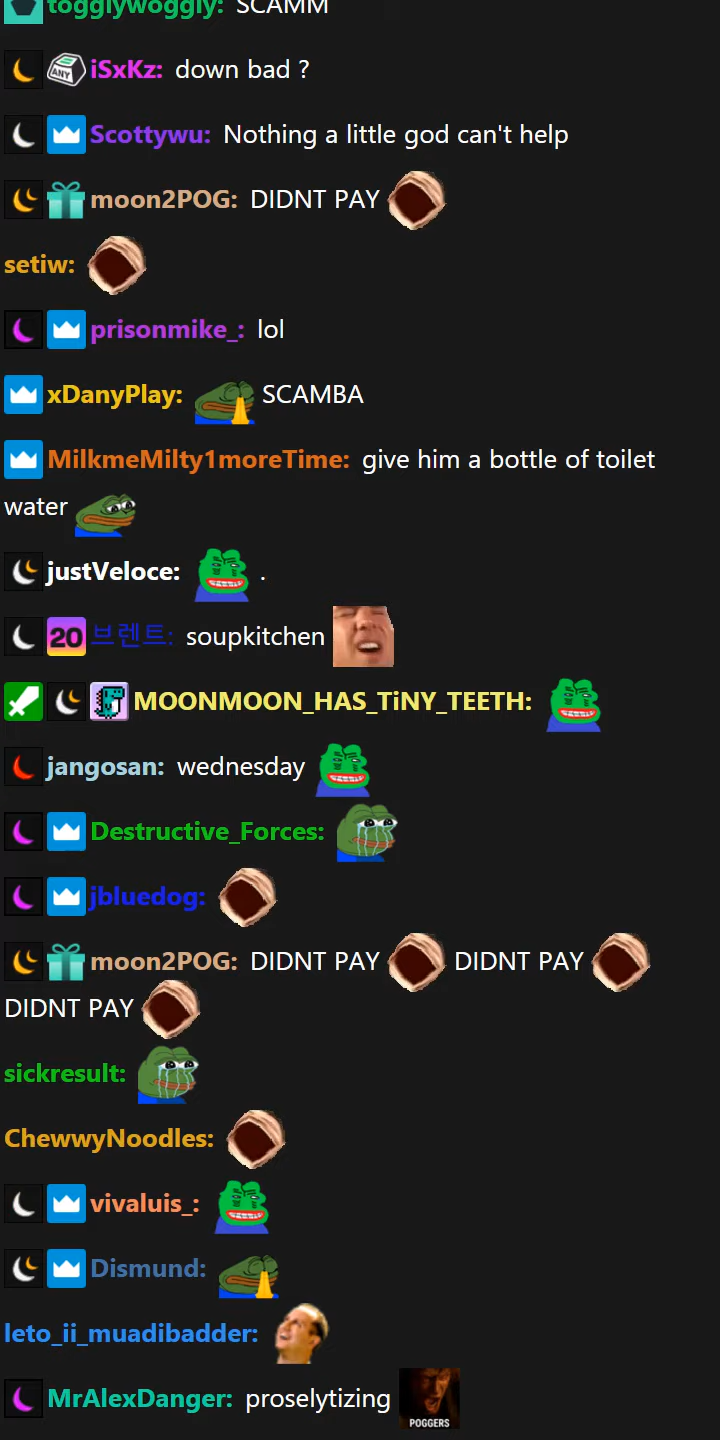 togglywoggly: SCAMM
ANY iSxKz: down bad ?
Scottywu: Nothing a little god can't help
moon2POG: DIDNT PAY
setiw:
prisonmike_: lol
xDanyPlay: SCAMBA
MilkmeMilty1moreTime: give him a bottle of toilet
water
justVeloce: .
20 브렌트: soupkitchen
MOONMOON_HAS_TiNY_TEETH:
jangosan: wednesday
Destructive_Forces:
jbluedog:
moon2POG: DIDNT PAY DIDNT PAY
DIDNT PAY
sickresult:
ChewwyNoodles:
vivaluis_:
Dismund:
leto_ii_muadibadder:
MrAlexDanger: proselytizing POGGERS